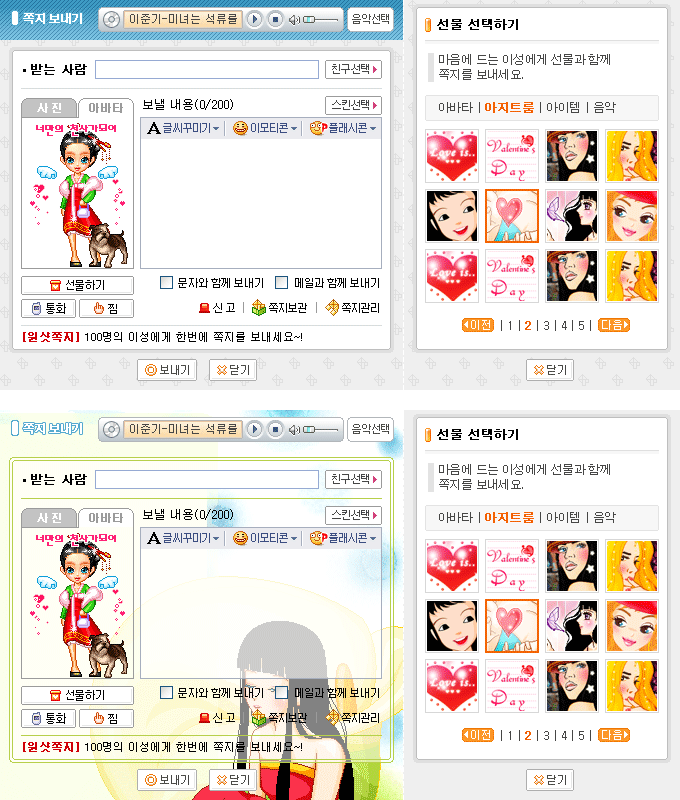 쪽지 보내기
이준기-미녀는 석류를
음악선택
받는 사람
친구선택
사 진
아바타
보낼 내용(0/200)
스킨선택
너만의 *천사가되어
A 글씨꾸미기
이모티콘
플래시콘
선물하기
통화
찜
문자와 함께 보내기
메일과 함께 보내기
신 고
쪽지보관
쪽지관리
[일싯쪽지] 100명의 이성에게 한번에 쪽지를 보내세요~!
보내기
닫기
선물 선택하기
마음에 드는 이성에게 선물과 함께
쪽지를 보내세요.
아바타 | 아지트룸 | 아이템 | 음악
Love is..
Valentine's
Day
Love is..
Valentine's
Day
이전 | 1 | 2 | 3 | 4 | 5 | 다음
닫기
쪽지 보내기
이준기-미녀는 석류를
음악선택
받는 사람
친구선택
사 진
아바타
보낼 내용(0/200)
스킨선택
너만의 *천사가되어
A 글씨꾸미기
이모티콘
플래시콘
선물하기
통화
찜
문자와 함께 보내기
메일과 함께 보내기
신 고
쪽지보관
쪽지관리
[일싯쪽지] 100명의 이성에게 한번에 쪽지를 보내세요~!
보내기
닫기
선물 선택하기
마음에 드는 이성에게 선물과 함께
쪽지를 보내세요.
아바타 | 아지트룸 | 아이템 | 음악
Love is..
Valentine's
Day
Love is..
Valentine's
Day
이전 | 1 | 2 | 3 | 4 | 5 | 다음
닫기